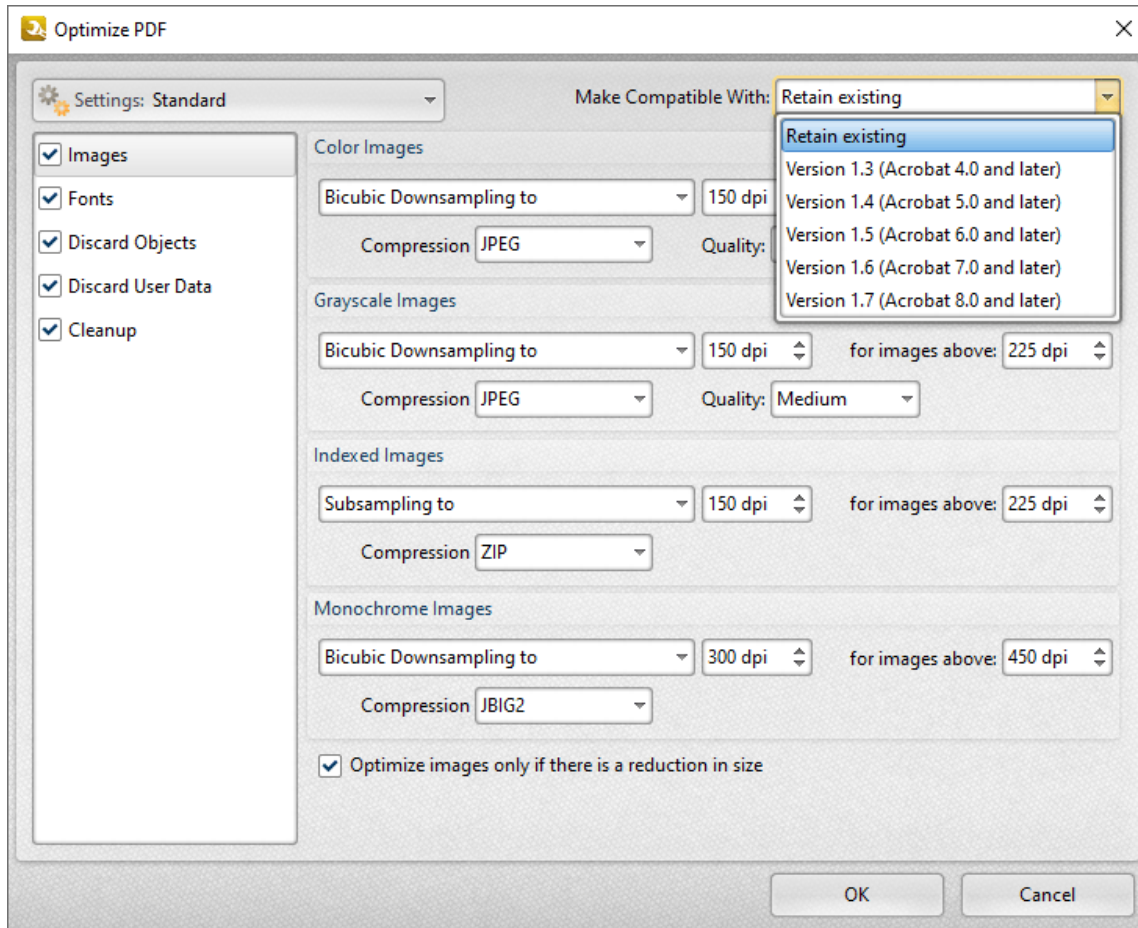 Optimize PDF
Settings: Standard
Make Compatible With: Retain existing
Retain existing
Version 1.3 (Acrobat 4.0 and later)
Version 1.4 (Acrobat 5.0 and later)
Version 1.5 (Acrobat 6.0 and later)
Version 1.6 (Acrobat 7.0 and later)
Version 1.7 (Acrobat 8.0 and later)
Images
Fonts
Discard Objects
Discard User Data
Cleanup
Color Images
Bicubic Downsampling to 150 dpi
Compression JPEG Quality:
Grayscale Images
Bicubic Downsampling to 150 dpi for images above: 225 dpi
Compression JPEG Quality: Medium
Indexed Images
Subsampling to 150 dpi for images above: 225 dpi
Compression ZIP
Monochrome Images
Bicubic Downsampling to 300 dpi for images above: 450 dpi
Compression JBIG2
Optimize images only if there is a reduction in size
OK Cancel